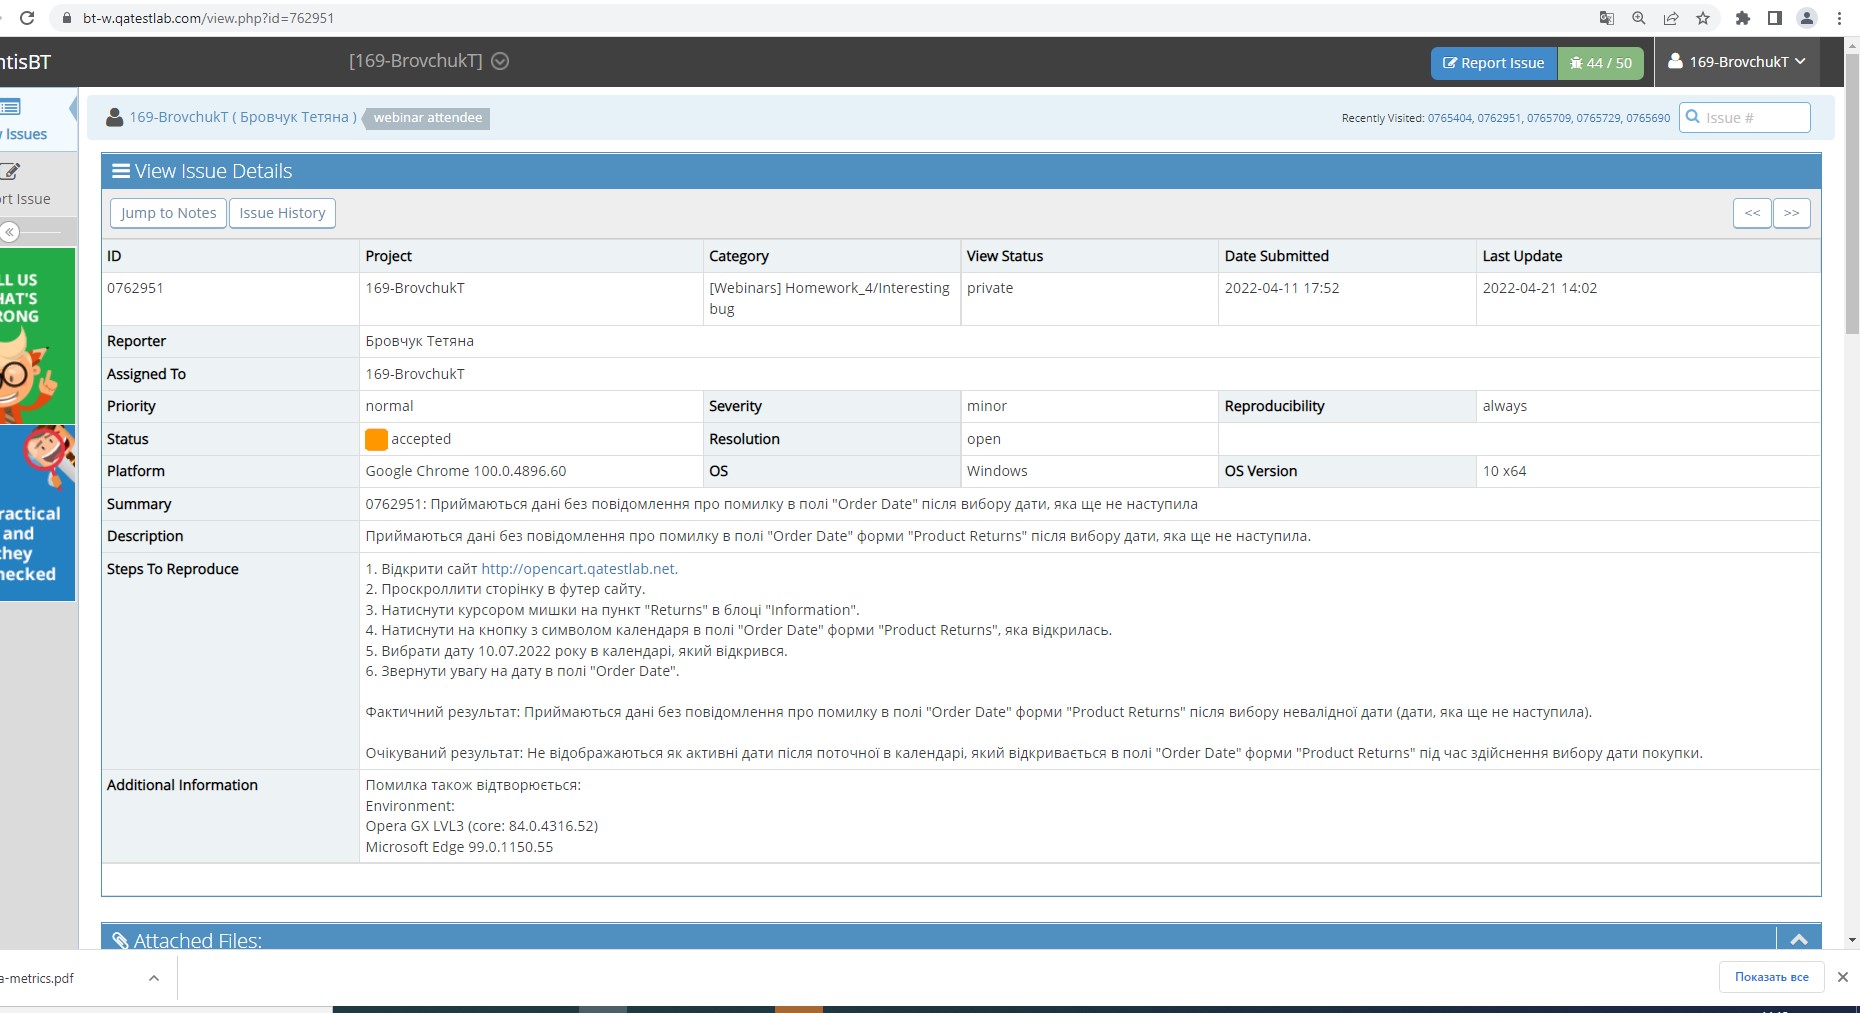 bt-w.qatestlab.com/view.php?id=762951
ntisBT
[169-BrovchukT]
Report Issue
44 / 50
169-BrovchukT
Issues
169-BrovchukT ( Бровчук Тетяна )
webinar attendee
Recently Visited: 0765404, 0762951, 0765709, 0765729, 0765690
Issue #
rt Issue
LL US
HAT'S
RONG
ractical
and
they
hecked
View Issue Details
Jump to Notes
Issue History
<<
>>
ID Project Category View Status Date Submitted Last Update
0762951 169-BrovchukT [Webinars] Homework_4/Interesting private 2022-04-11 17:52 2022-04-21 14:02
bug
Reporter Бровчук Тетяна
Assigned To 169-BrovchukT
Priority normal Severity minor Reproducibility always
Status accepted Resolution open
Platform Google Chrome 100.0.4896.60 OS Windows OS Version 10 x64
Summary 0762951: Приймаються дані без повідомлення про помилку в полі "Order Date" після вибору дати, яка ще не наступила
Description Приймаються дані без повідомлення про помилку в полі "Order Date" форми "Product Returns" після вибору дати, яка ще не наступила.
Steps To Reproduce 1. Відкрити сайт http://opencart.qatestlab.net.
2. Проскроллити сторінку в футер сайту.
3. Натиснути курсором мишки на пункт "Returns" в блоці "Information".
4. Натиснути на кнопку з символом календаря в полі "Order Date" форми "Product Returns", яка відкрилась.
5. Вибрати дату 10.07.2022 року в календарі, який відкрився.
6. Звернути увагу на дату в полі "Order Date".
Фактичний результат: Приймаються дані без повідомлення про помилку в полі "Order Date" форми "Product Returns" після вибору невалідної дати (дати, яка ще не наступила).
Очікуваний результат: Не відображаються як активні дати після поточної в календарі, який відкривається в полі "Order Date" форми "Product Returns" під час здійснення вибору дати покупки.
Additional Information Помилка також відтворюється:
Environment:
Opera GX LVL3 (core: 84.0.4316.52)
Microsoft Edge 99.0.1150.55
Attached Files:
a-metrics.pdf
Показать все